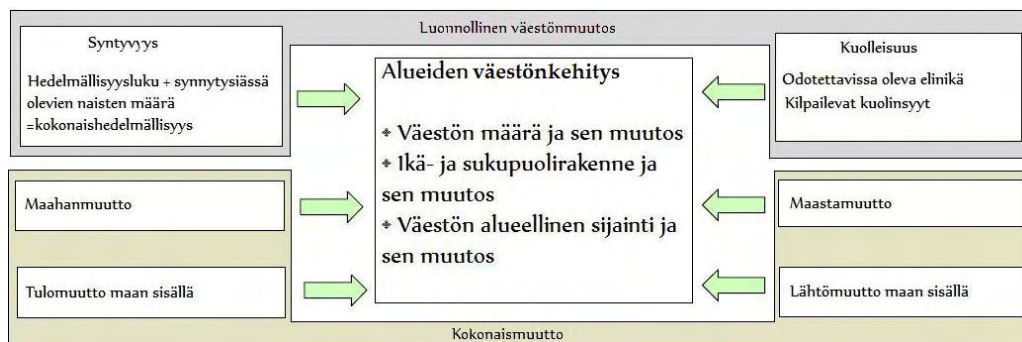 Luonnollinen väestönmuutos
Syntyvyys
Hedelmällisyysluku + synnytysiässä
olevien naisten määrä
=kokonaishedelmällisyys
Alueiden väestönkehitys
* Väestön määrä ja sen muutos
* Ikä- ja sukupuolirakenne ja
sen muutos
* Väestön alueellinen sijainti ja
sen muutos
Kuolleisuus
Odotettavissa oleva elinikä
Kilpailevat kuolinsyyt
Maahanmuutto
Maastamuutto
Tulomuutto maan sisällä
Lähtömuutto maan sisällä
Kokonaismuutto